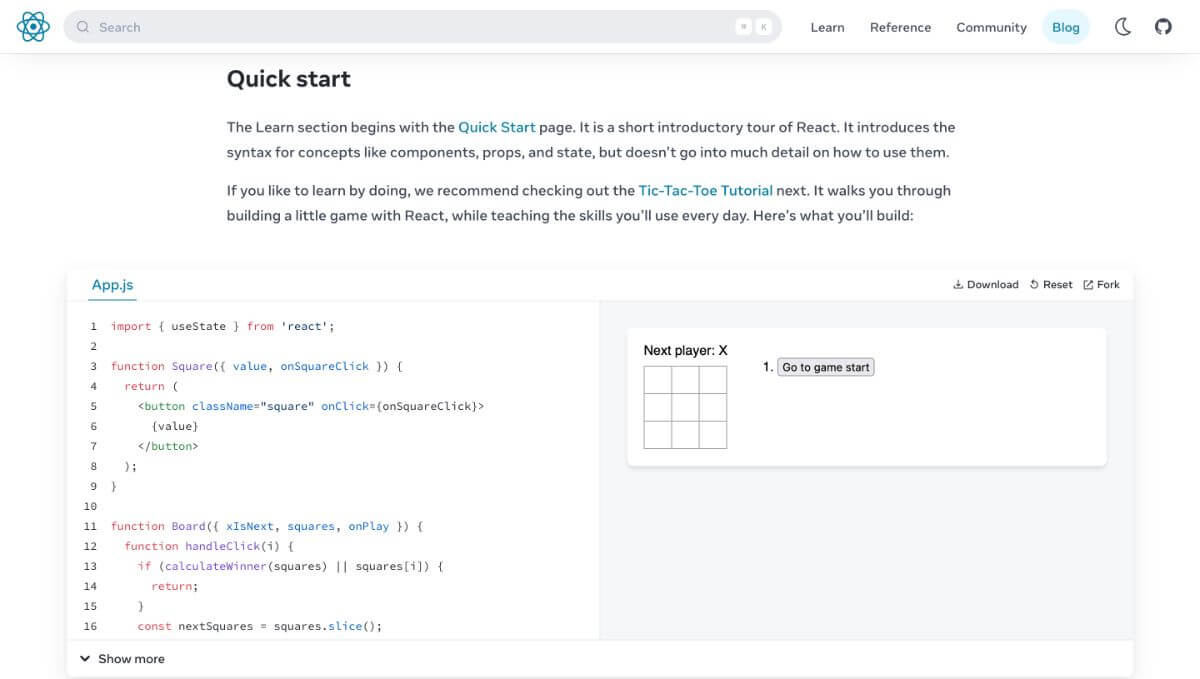 Search ⌘ K Learn Reference Community Blog
Quick start
The Learn section begins with the Quick Start page. It is a short introductory tour of React. It introduces the
syntax for concepts like components, props, and state, but doesn’t go into much detail on how to use them.
If you like to learn by doing, we recommend checking out the Tic-Tac-Toe Tutorial next. It walks you through
building a little game with React, while teaching the skills you’ll use every day. Here’s what you’ll build:
App.js Download Reset Fork
1 import { useState } from 'react';
2
3 function Square({ value, onSquareClick }) {
4   return (
5     <button className="square" onClick={onSquareClick}>
6       {value}
7     </button>
8   );
9 }
10
11 function Board({ xIsNext, squares, onPlay }) {
12   function handleClick(i) {
13     if (calculateWinner(squares) || squares[i]) {
14       return;
15     }
16     const nextSquares = squares.slice();
Next player: X
1. Go to game start
Show more